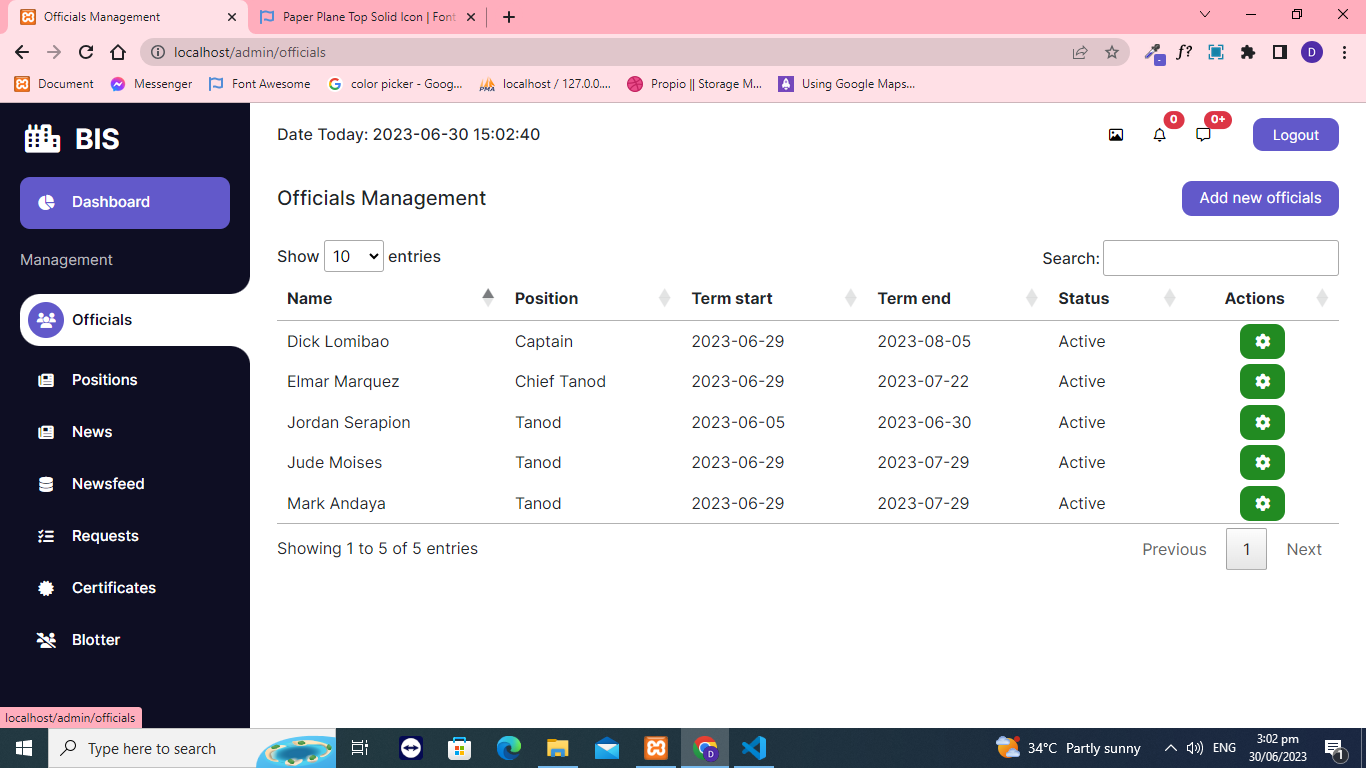 Officials Management
Paper Plane Top Solid Icon | Font
localhost/admin/officials
f?
D
Document
Messenger
Font Awesome
color picker - Goog...
localhost / 127.0.0....
Propio || Storage M...
Using Google Maps...
BIS
Date Today: 2023-06-30 15:02:40
0
0+
Logout
Dashboard
Management
Officials
Positions
News
Newsfeed
Requests
Certificates
Blotter
Officials Management
Add new officials
Show 10 entries
Search:
Name Position Term start Term end Status Actions
Dick Lomibao Captain 2023-06-29 2023-08-05 Active
Elmar Marquez Chief Tanod 2023-06-29 2023-07-22 Active
Jordan Serapion Tanod 2023-06-05 2023-06-30 Active
Jude Moises Tanod 2023-06-29 2023-07-29 Active
Mark Andaya Tanod 2023-06-29 2023-07-29 Active
Showing 1 to 5 of 5 entries
Previous 1 Next
localhost/admin/officials
Type here to search
D
34°C Partly sunny
ENG
3:02 pm
30/06/2023
1